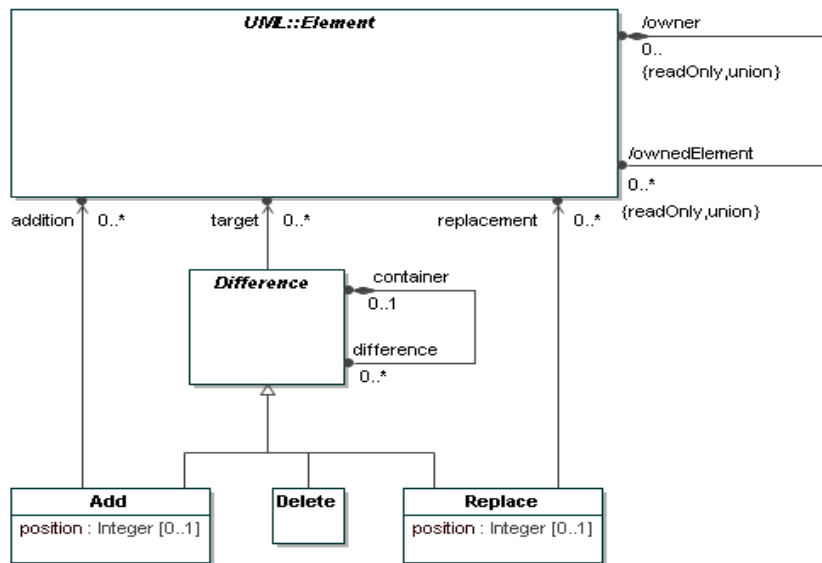 UML::Element
/owner
0..
{readOnly,union}
/ownedElement
0..*
{readOnly,union}
addition 0..*
target 0..*
replacement 0..*
Difference
container
0..1
difference
0..*
Add
position : Integer [0..1]
Delete
Replace
position : Integer [0..1]